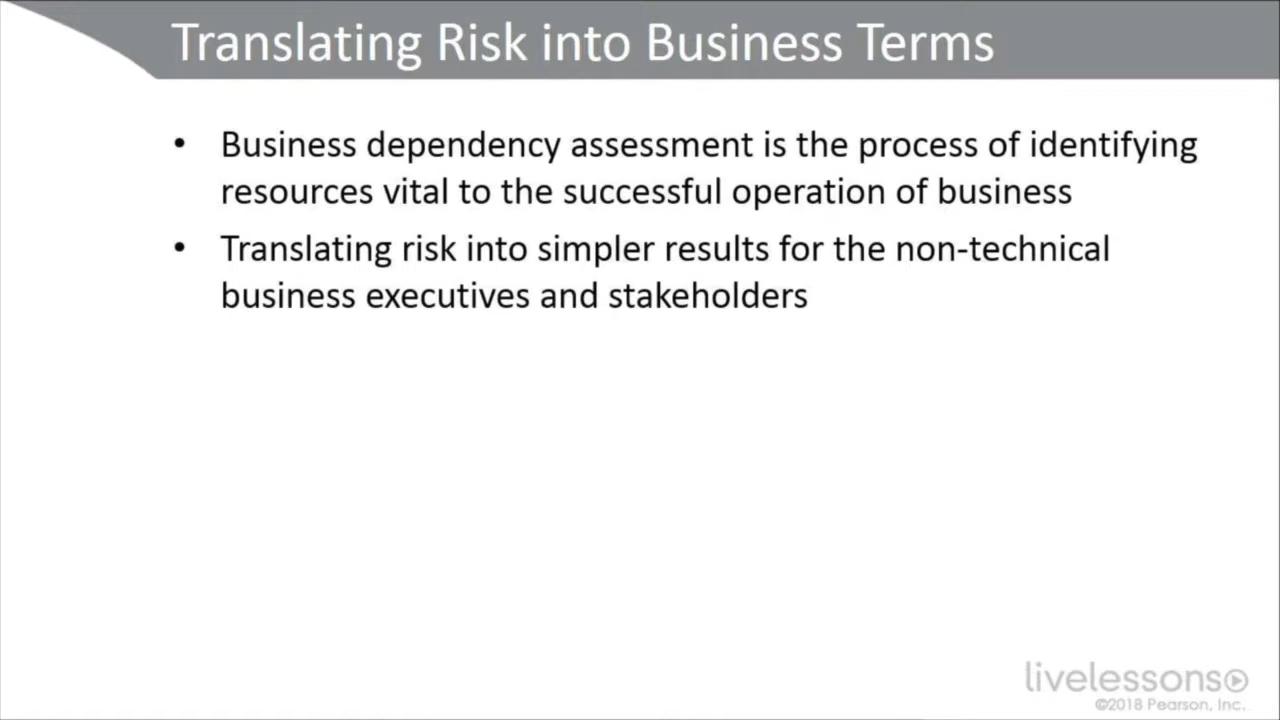 Translating Risk into Business Terms
• Business dependency assessment is the process of identifying
resources vital to the successful operation of business
• Translating risk into simpler results for the non-technical
business executives and stakeholders
livelessons
©2018 Pearson, Inc.